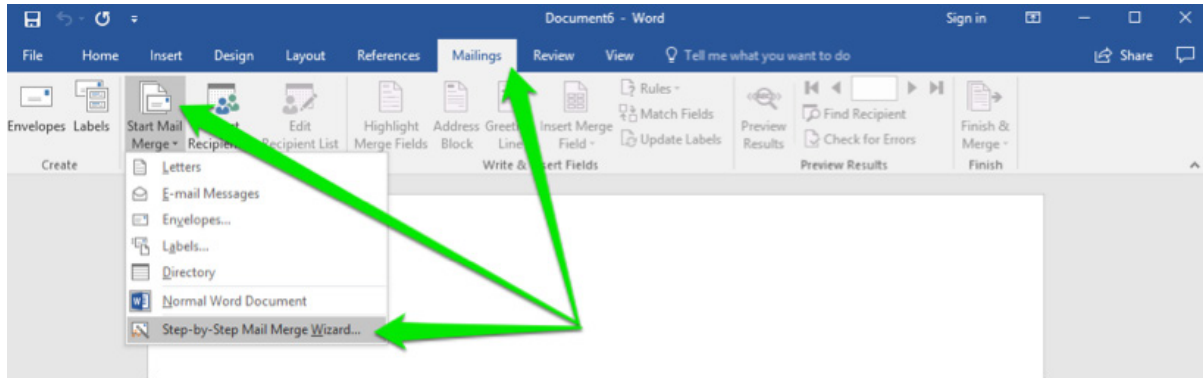 Document6 - Word
Sign in
File Home Insert Design Layout References Mailings Review View Tell me what you want to do Share
Envelopes Labels
Start Mail
Merge
Edit
Recipient List
Highlight
Merge Fields
Address
Block
Line
Insert Merge
Field
Rules
Match Fields
Update Labels
Preview
Results
Find Recipient
Check for Errors
Finish &
Merge
Create
Write &
Fields
Preview Results
Finish
Letters
E-mail Messages
Envelopes...
Labels...
Directory
Normal Word Document
Step-by-Step Mail Merge Wizard...